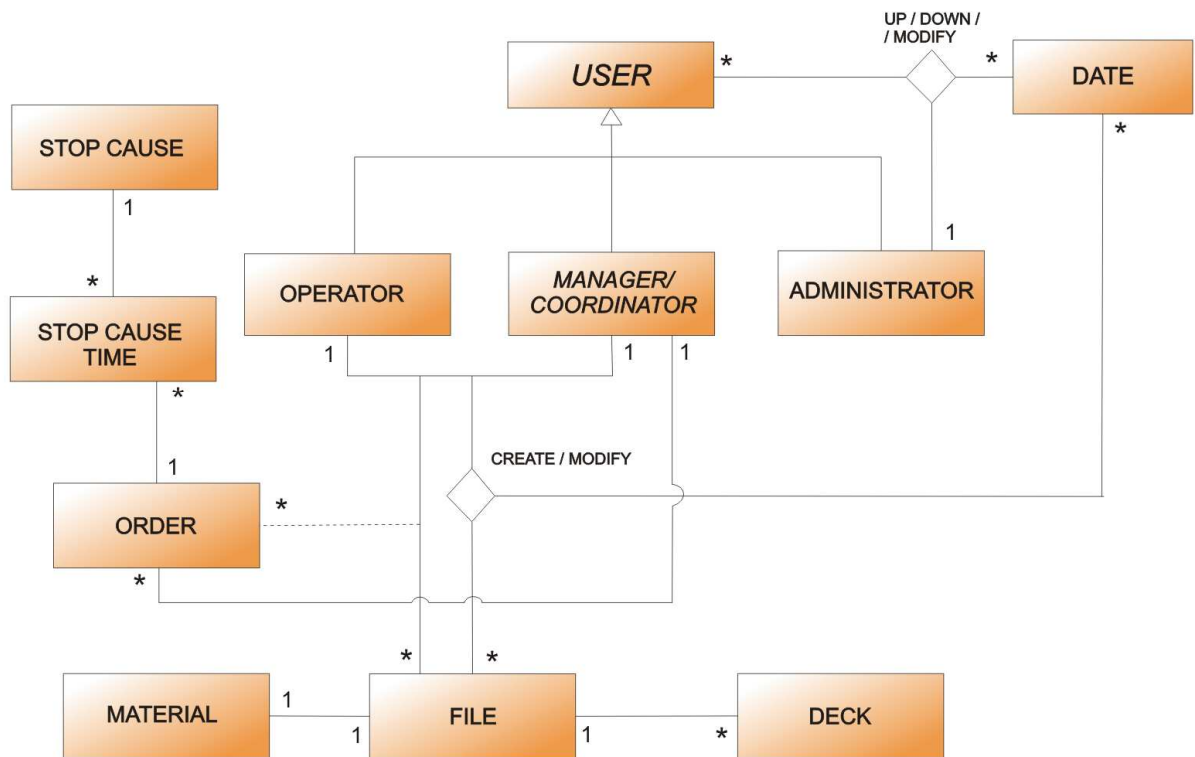 UP / DOWN /
/ MODIFY
USER
*
*
DATE
*
STOP CAUSE
1
*
STOP CAUSE
TIME
*
OPERATOR
1
MANAGER/
COORDINATOR
1
1
1
ADMINISTRATOR
CREATE / MODIFY
1
ORDER
*
*
*
*
MATERIAL
1
1
FILE
1
*
DECK